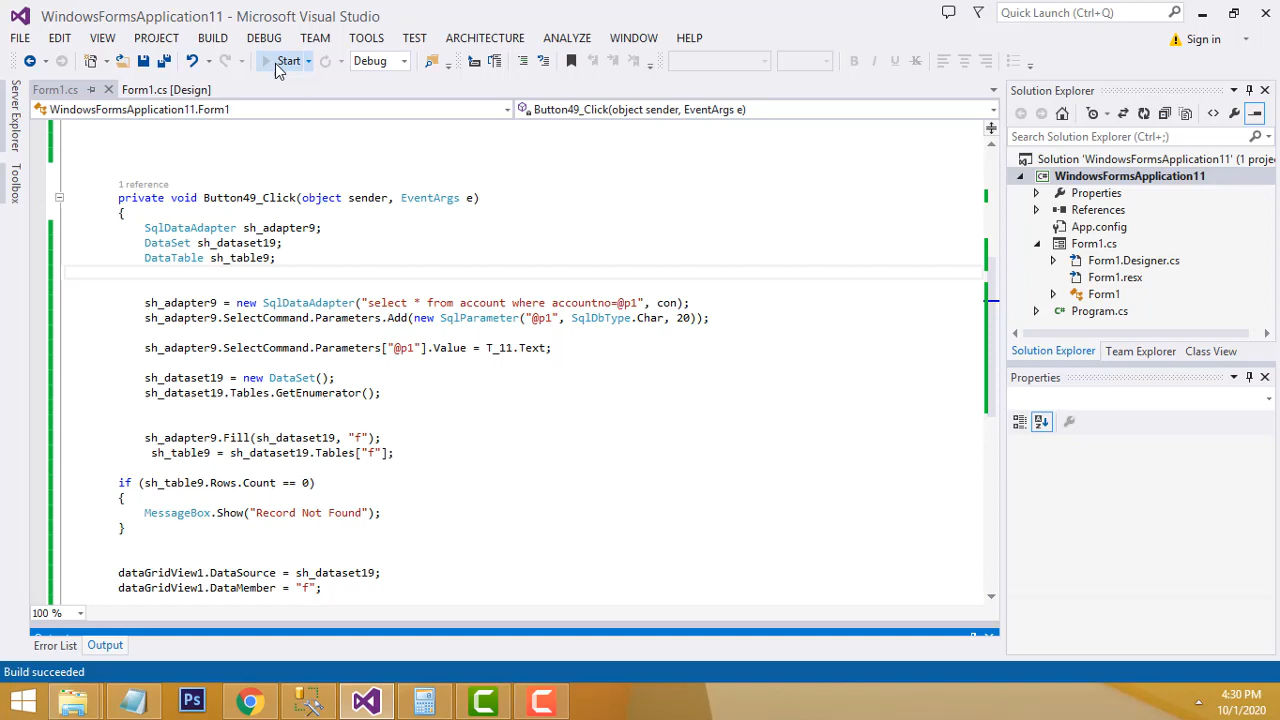 WindowsFormsApplication11 - Microsoft Visual Studio
Quick Launch (Ctrl+Q)
FILE EDIT VIEW PROJECT BUILD DEBUG TEAM TOOLS TEST ARCHITECTURE ANALYZE WINDOW HELP
Sign in
Start Debug
B I U
Form1.cs
Form1.cs [Design]
WindowsFormsApplication11.Form1
Button49_Click(object sender, EventArgs e)
Server Explorer
Toolbox
1 reference
private void Button49_Click(object sender, EventArgs e)
{
SqlDataAdapter sh_adapter9;
DataSet sh_dataset19;
DataTable sh_table9;
sh_adapter9 = new SqlDataAdapter("select * from account where accountno=@p1", con);
sh_adapter9.SelectCommand.Parameters.Add(new SqlParameter("@p1", SqlDbType.Char, 20));
sh_adapter9.SelectCommand.Parameters["@p1"].Value = T_11.Text;
sh_dataset19 = new DataSet();
sh_dataset19.Tables.GetEnumerator();
sh_adapter9.Fill(sh_dataset19, "f");
sh_table9 = sh_dataset19.Tables["f"];
if (sh_table9.Rows.Count == 0)
{
MessageBox.Show("Record Not Found");
}
dataGridView1.DataSource = sh_dataset19;
dataGridView1.DataMember = "f";
100 %
Error List
Output
Build succeeded
Solution Explorer
Search Solution Explorer (Ctrl+;)
Solution 'WindowsFormsApplication11' (1 proje
C# WindowsFormsApplication11
Properties
References
App.config
Form1.cs
Form1.Designer.cs
Form1.resx
Form1
C# Program.cs
Solution Explorer Team Explorer Class View
Properties
Ps
4:30 PM
10/1/2020